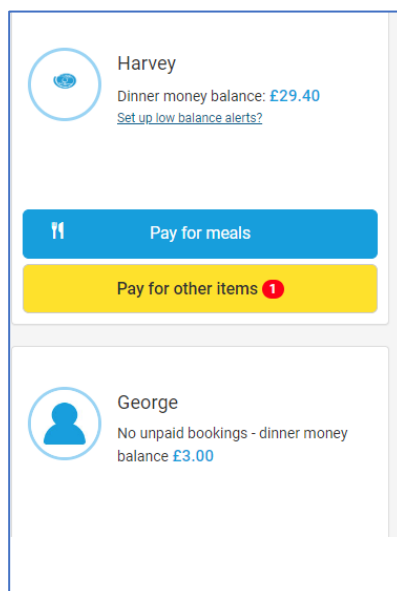 Harvey
Dinner money balance: £29.40
Set up low balance alerts?
Pay for meals
Pay for other items 1
George
No unpaid bookings - dinner money
balance £3.00